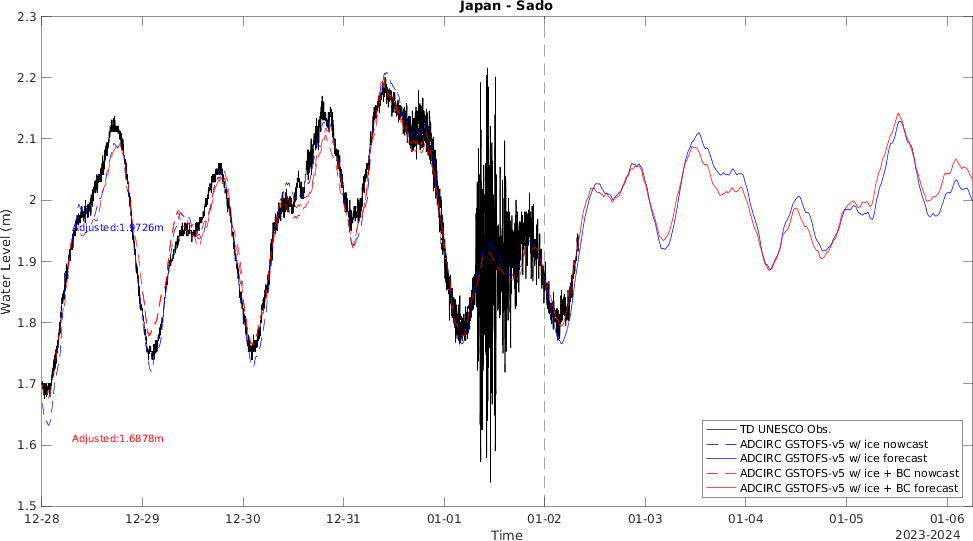 Japan - Sado
2.3
2.2
2.1
2
1.9
1.8
1.7
1.6
1.5
Water Level (m)
Adjusted:1.9726m
Adjusted:1.6878m
TD UNESCO Obs.
ADCIRC GSTOFS-v5 w/ ice nowcast
ADCIRC GSTOFS-v5 w/ ice forecast
ADCIRC GSTOFS-v5 w/ ice + BC nowcast
ADCIRC GSTOFS-v5 w/ ice + BC forecast
12-28 12-29 12-30 12-31 01-01 01-02 01-03 01-04 01-05 01-06
Time
2023-2024